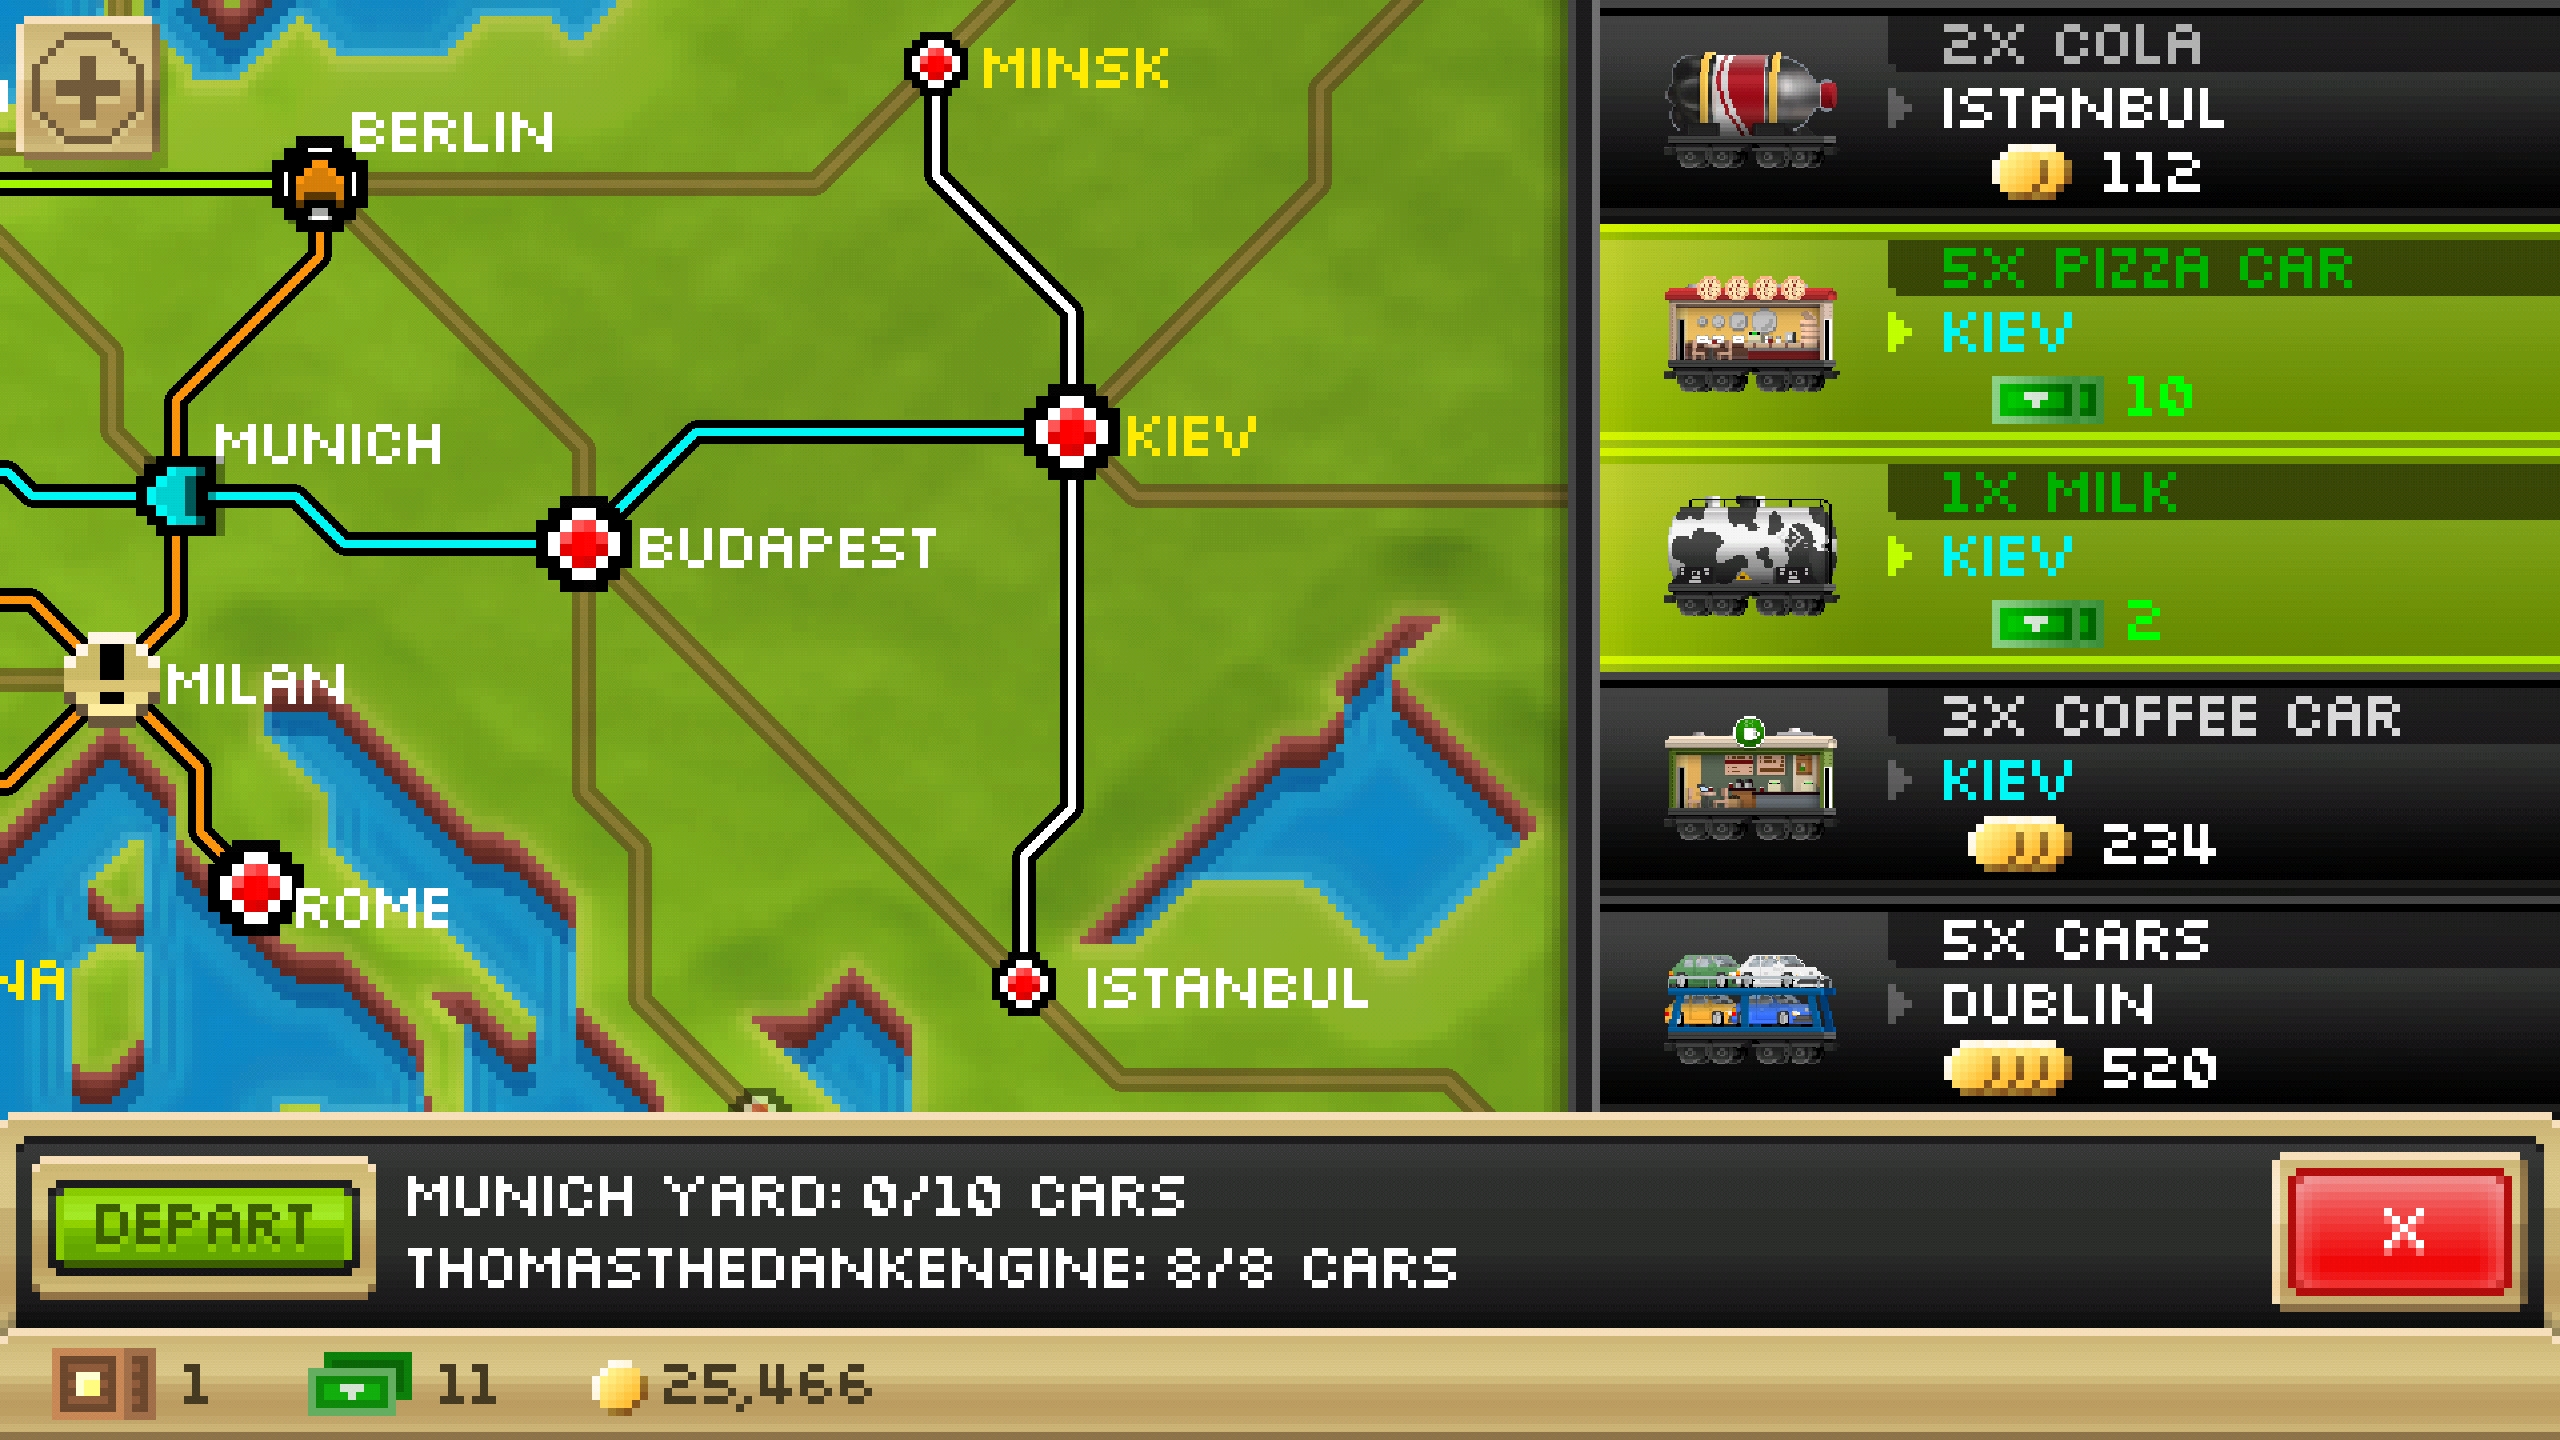 MINSK
BERLIN
MUNICH
KIEV
BUDAPEST
MILAN
ROME
NA
ISTANBUL
2X COLA
ISTANBUL
112
5X PIZZA CAR
KIEV
10
1X MILK
KIEV
2
3X COFFEE CAR
KIEV
234
5X CARS
DUBLIN
520
DEPART
MUNICH YARD: 0/10 CARS
THOMASTHEDANKENGINE: 8/8 CARS
X
1
11
25,466